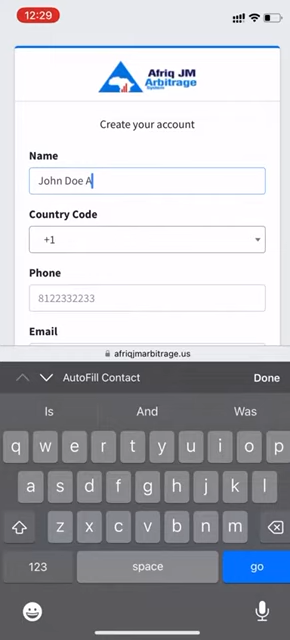 12:29
Afriq JM
Arbitrage
System
Create your account
Name
John Doe A
Country Code
+1
Phone
8122332233
Email
afriqjmarbitrage.us
AutoFill Contact
Done
Is
And
Was
q w e r t y u i o p
a s d f g h j k l
z x c v b n m
123
space
go